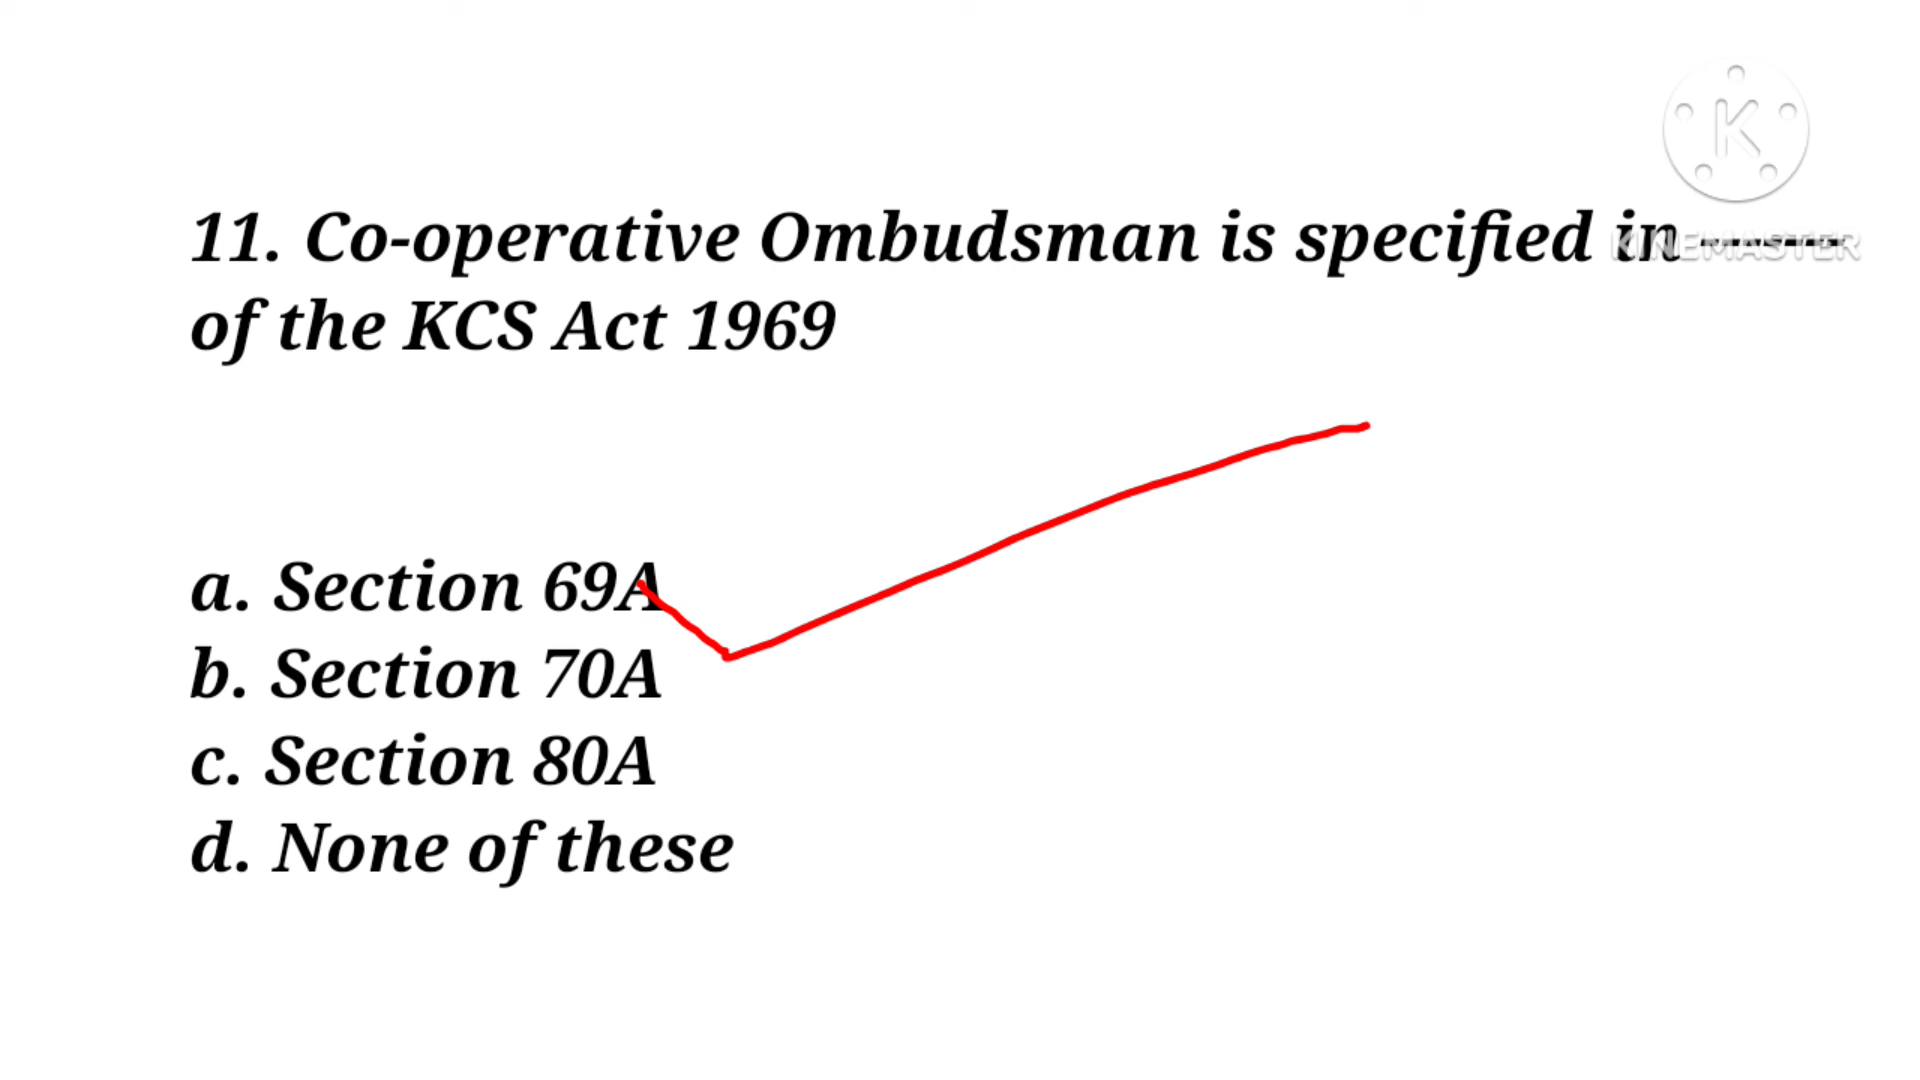 K
KINEMASTER
11. Co-operative Ombudsman is specified in -----
of the KCS Act 1969
a. Section 69A
b. Section 70A
c. Section 80A
d. None of these